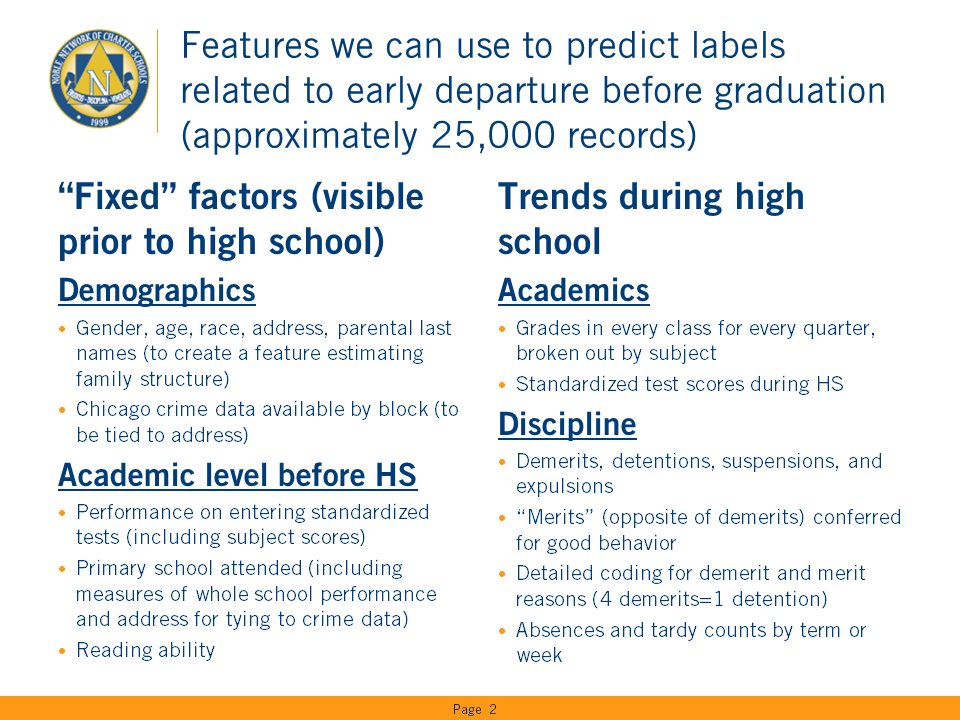 NOBLE NETWORK OF CHARTER SCHOOLS
N
1999
Features we can use to predict labels
related to early departure before graduation
(approximately 25,000 records)
“Fixed” factors (visible
prior to high school)
Demographics
• Gender, age, race, address, parental last
names (to create a feature estimating
family structure)
• Chicago crime data available by block (to
be tied to address)
Academic level before HS
• Performance on entering standardized
tests (including subject scores)
• Primary school attended (including
measures of whole school performance
and address for tying to crime data)
• Reading ability
Trends during high
school
Academics
• Grades in every class for every quarter,
broken out by subject
• Standardized test scores during HS
Discipline
• Demerits, detentions, suspensions, and
expulsions
• “Merits” (opposite of demerits) conferred
for good behavior
• Detailed coding for demerit and merit
reasons (4 demerits=1 detention)
• Absences and tardy counts by term or
week
Page 2